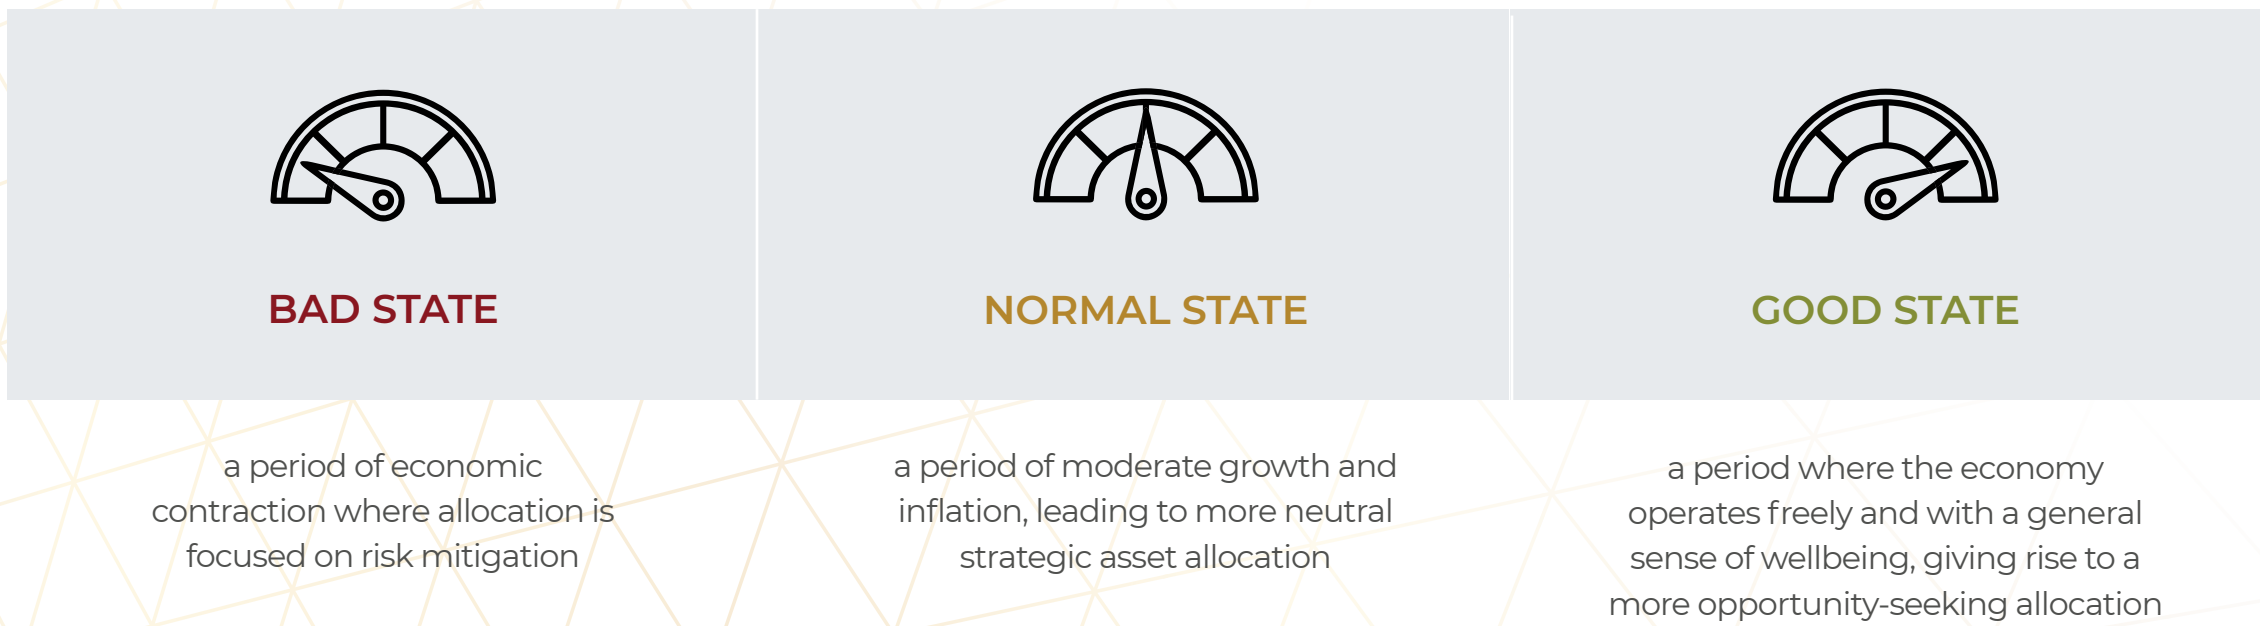 BAD STATE
a period of economic
contraction where allocation is
focused on risk mitigation
NORMAL STATE
a period of moderate growth and
inflation, leading to more neutral
strategic asset allocation
GOOD STATE
a period where the economy
operates freely and with a general
sense of wellbeing, giving rise to a
more opportunity-seeking allocation